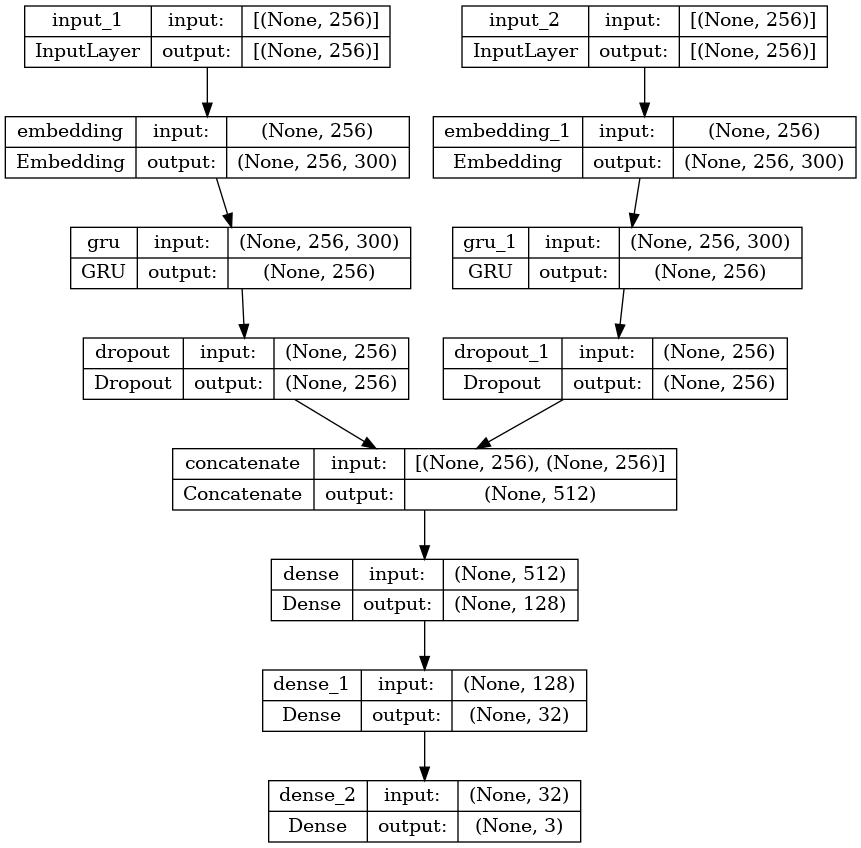 input_1 input: [(None, 256)]
InputLayer output: [(None, 256)]
input_2 input: [(None, 256)]
InputLayer output: [(None, 256)]
embedding input: (None, 256)
Embedding output: (None, 256, 300)
embedding_1 input: (None, 256)
Embedding output: (None, 256, 300)
gru input: (None, 256, 300)
GRU output: (None, 256)
gru_1 input: (None, 256, 300)
GRU output: (None, 256)
dropout input: (None, 256)
Dropout output: (None, 256)
dropout_1 input: (None, 256)
Dropout output: (None, 256)
concatenate input: [(None, 256), (None, 256)]
Concatenate output: (None, 512)
dense input: (None, 512)
Dense output: (None, 128)
dense_1 input: (None, 128)
Dense output: (None, 32)
dense_2 input: (None, 32)
Dense output: (None, 3)